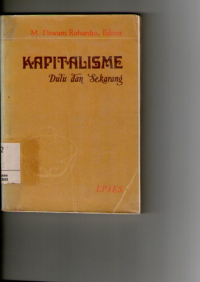 M. Dawam Rahardjo, Editor
KAPITALISME
Dulu dan Sekarang
LP3ES